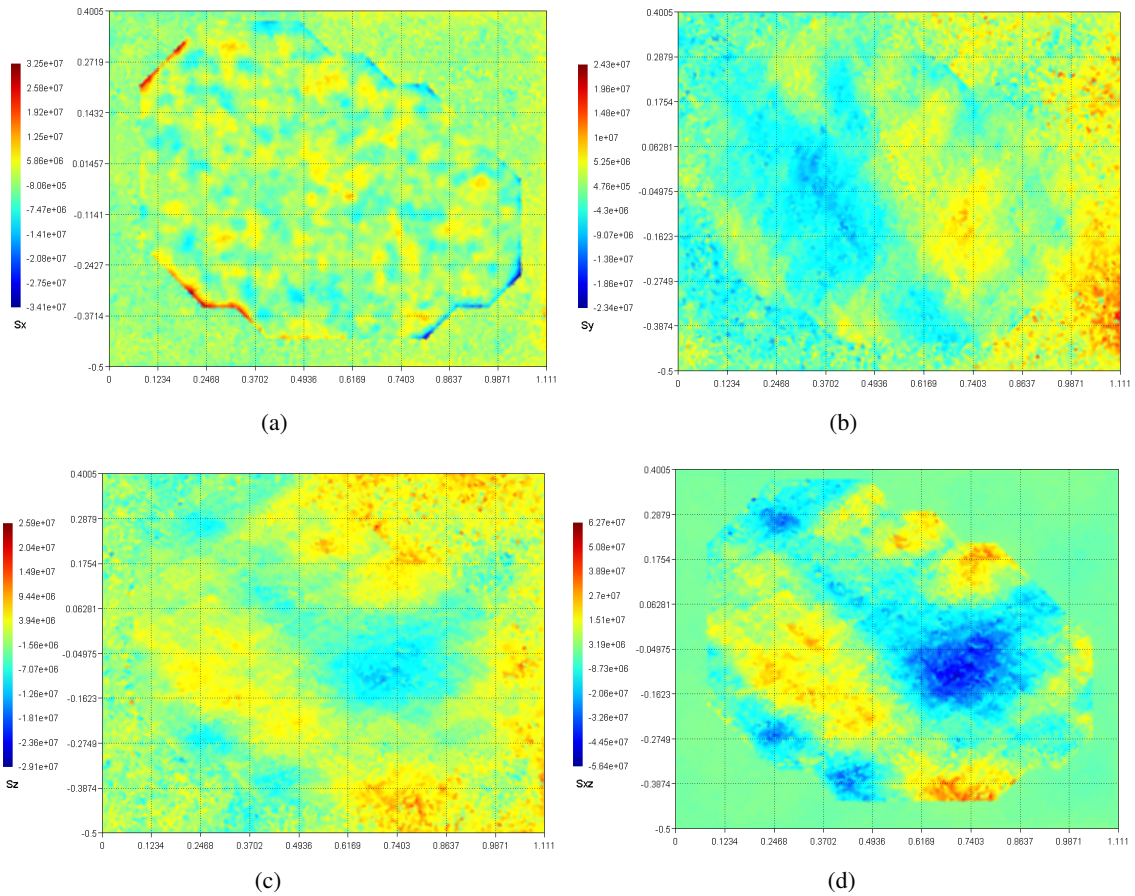 0.4005
0.2719
0.1432
0.01457
-0.1141
-0.2427
-0.3714
-0.5
3.25e+07
2.58e+07
1.92e+07
1.25e+07
5.86e+06
-8.06e+05
-7.47e+06
-1.41e+07
-2.08e+07
-2.74e+07
-3.41e+07
Sx
0 0.1234 0.2468 0.3702 0.4936 0.6169 0.7403 0.8637 0.9871 1.111
(a)
0.4005
0.2879
0.1754
0.06281
-0.04975
-0.1623
-0.2749
-0.3874
-0.5
2.43e+07
1.96e+07
1.48e+07
1e+07
5.25e+06
4.76e+05
-4.3e+06
-9.07e+06
-1.38e+07
-1.86e+07
-2.34e+07
Sy
0 0.1234 0.2468 0.3702 0.4936 0.6169 0.7403 0.8637 0.9871 1.111
(b)
0.4005
0.2879
0.1754
0.06281
-0.04975
-0.1623
-0.2749
-0.3874
-0.5
2.59e+07
2.04e+07
1.49e+07
9.44e+06
3.94e+06
-1.56e+06
-7.07e+06
-1.26e+07
-1.81e+07
-2.36e+07
-2.91e+07
Sz
0 0.1234 0.2468 0.3702 0.4936 0.6169 0.7403 0.8637 0.9871 1.111
(c)
0.4005
0.2879
0.1754
0.06281
-0.04975
-0.1623
-0.2749
-0.3874
-0.5
6.27e+07
5.08e+07
3.89e+07
2.7e+07
1.51e+07
3.18e+06
-8.73e+06
-2.06e+07
-3.26e+07
-4.45e+07
-5.64e+07
Sxz
0 0.1234 0.2468 0.3702 0.4936 0.6169 0.7403 0.8637 0.9871 1.111
(d)